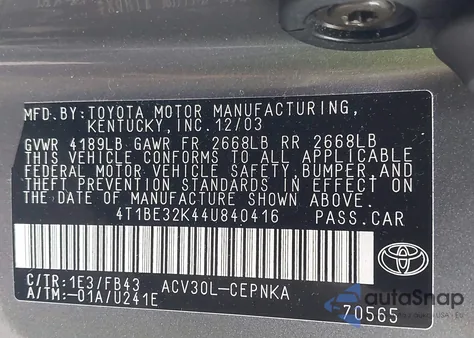 MFD.BY: TOYOTA MOTOR MANUFACTURING,
KENTUCKY, INC. 12/03
GVWR 4189LB GAWR FR 2668LB RR 2668LB
THIS VEHICLE CONFORMS TO ALL APPLICABLE
FEDERAL MOTOR VEHICLE SAFETY, BUMPER, AND
THEFT PREVENTION STANDARDS IN EFFECT ON
THE DATE OF MANUFACTURE SHOWN ABOVE.
4T1BE32K44U840416 PASS.CAR
C/TR: 1E3/FB43 ACV30L-CEPNKA
A/TM: -01A/U241E
TOYOTA
70565
autoSnap